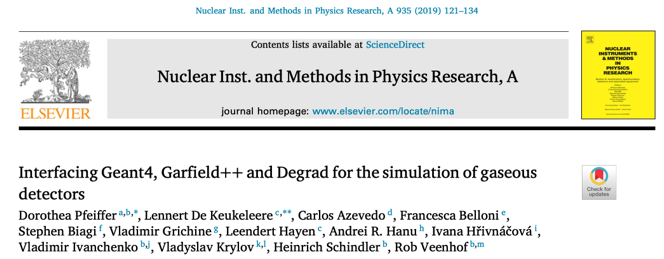 Nuclear Inst. and Methods in Physics Research, A 935 (2019) 121–134
Contents lists available at ScienceDirect
Nuclear Inst. and Methods in Physics Research, A
journal homepage: www.elsevier.com/locate/nima
ELSEVIER
NUCLEAR
INSTRUMENTS
& METHODS
IN
PHYSICS
RESEARCH
Interfacing Geant4, Garfield++ and Degrad for the simulation of gaseous
detectors
Check for
updates
Dorothea Pfeiffer a,b,*, Lennert De Keukeleere c,**, Carlos Azevedo d, Francesca Belloni e,
Stephen Biagi f, Vladimir Grichine g, Leendert Hayen c, Andrei R. Hanu h, Ivana Hřivnáčová i,
Vladimir Ivanchenko b,j, Vladyslav Krylov k,l, Heinrich Schindler b, Rob Veenhof b,m